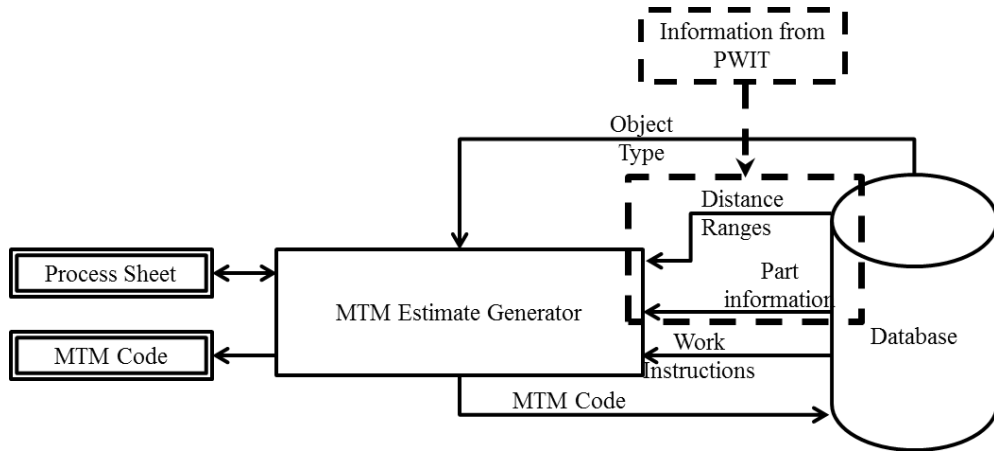 Information from
PWIT
Object
Type
Distance
Ranges
Process Sheet
Part
information
MTM Estimate Generator
Database
MTM Code
Work
Instructions
MTM Code